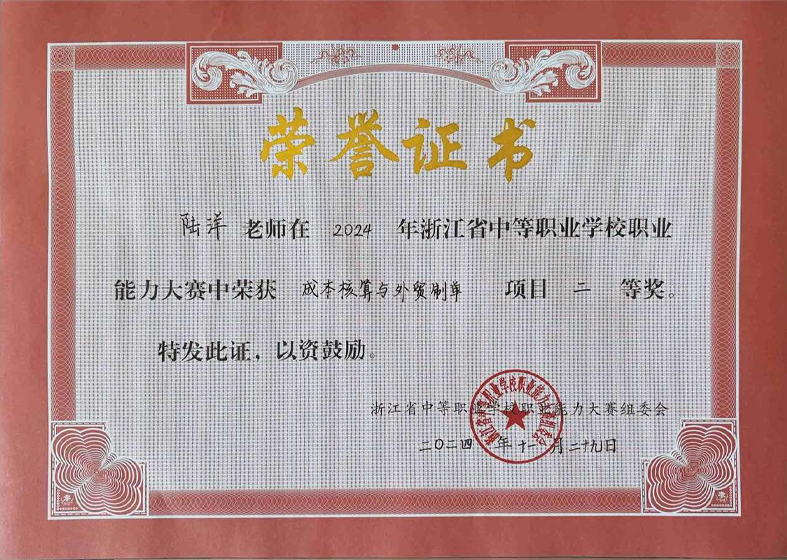 荣誉证书
陆洋 老师在 2024 年浙江省中等职业学校职业
能力大赛中荣获 成本核算与外贸制单 项目 二 等奖。
特发此证，以资鼓励。
浙江省中等职业学校职业能力大赛组委会
二〇二四年十一月二十九日